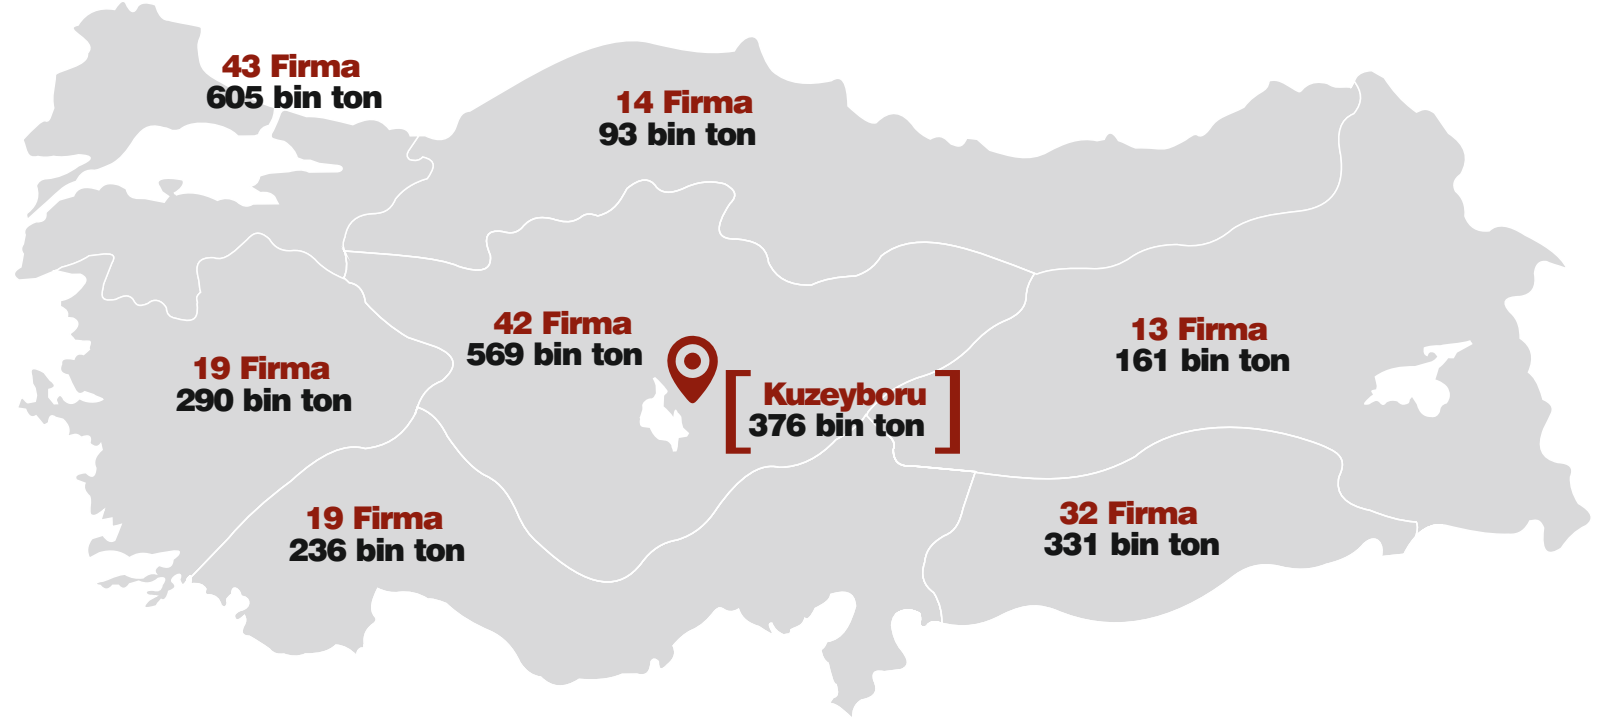 43 Firma
605 bin ton
14 Firma
93 bin ton
42 Firma
569 bin ton
13 Firma
161 bin ton
19 Firma
290 bin ton
Kuzeyboru
376 bin ton
19 Firma
236 bin ton
32 Firma
331 bin ton